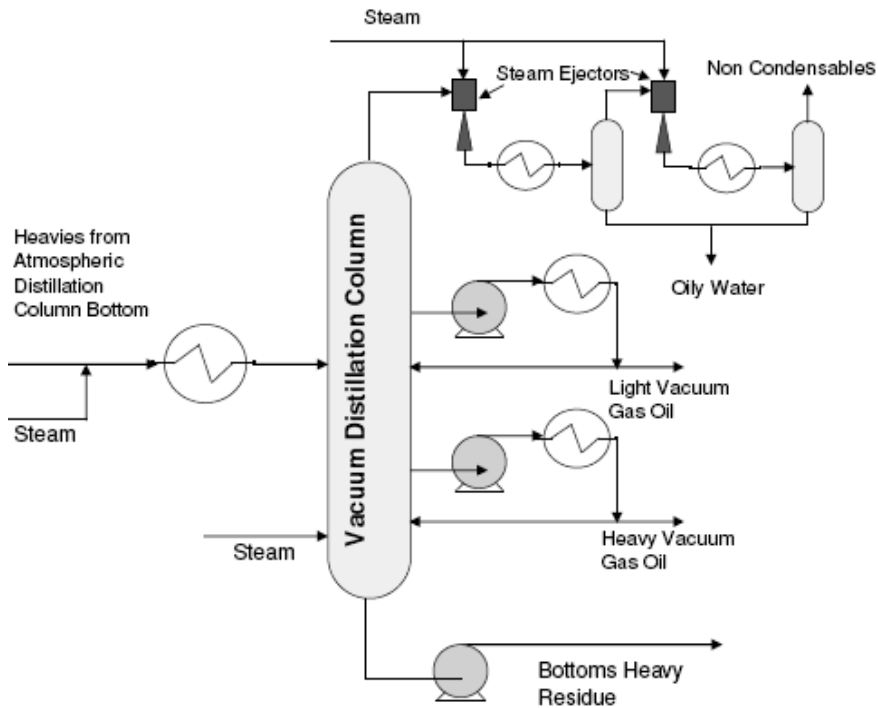 Steam
Steam Ejectors
Non Condensables
Heavies from
Atmospheric
Distillation
Column Bottom
Vacuum Distillation Column
Oily Water
Light Vacuum
Gas Oil
Steam
Heavy Vacuum
Gas Oil
Steam
Bottoms Heavy
Residue